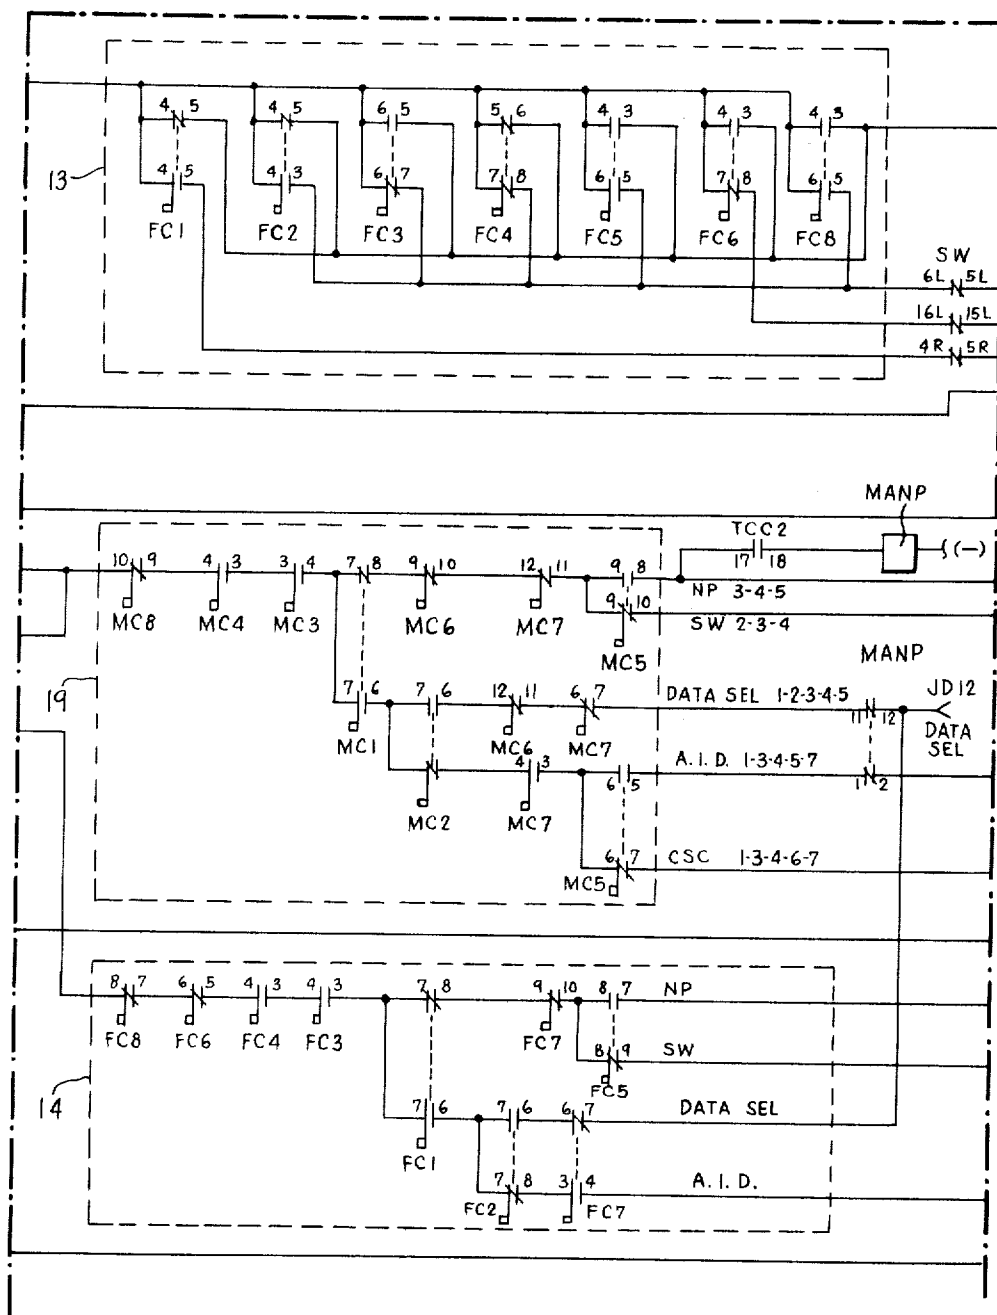 4 5 4 5 6 5 5 6 4 3 4 3 4 3
13
4 5 4 3 6 7 7 8 6 5 7 8 6 5
FC1 FC2 FC3 FC4 FC5 FC6 FC8
SW
6L 5L
16L 15L
4R 5R
MANP
TCC2
17 18
(-)
10 9 4 3 3 4 7 8 9 10 12 11 9 8
NP 3-4-5
MC8 MC4 MC3 MC6 MC7
9 10
SW 2-3-4
MC5
MANP
19
7 6 7 6 12 11 6 7
DATA SEL 1-2-3-4-5
11 12
JD12
DATA
SEL
MC1 MC6 MC7
4 3
6 5
A.I.D. 1-3-4-5-7
1 2
MC2 MC7
6 7
CSC 1-3-4-6-7
MC5
8 7 6 5 4 3 4 3 7 8 9 10 8 7
NP
FC8 FC6 FC4 FC3 FC7
8 9
SW
FC5
14
7 6 7 6 6 7
DATA SEL
FC1
7 8 3 4
A.I.D.
FC2 FC7